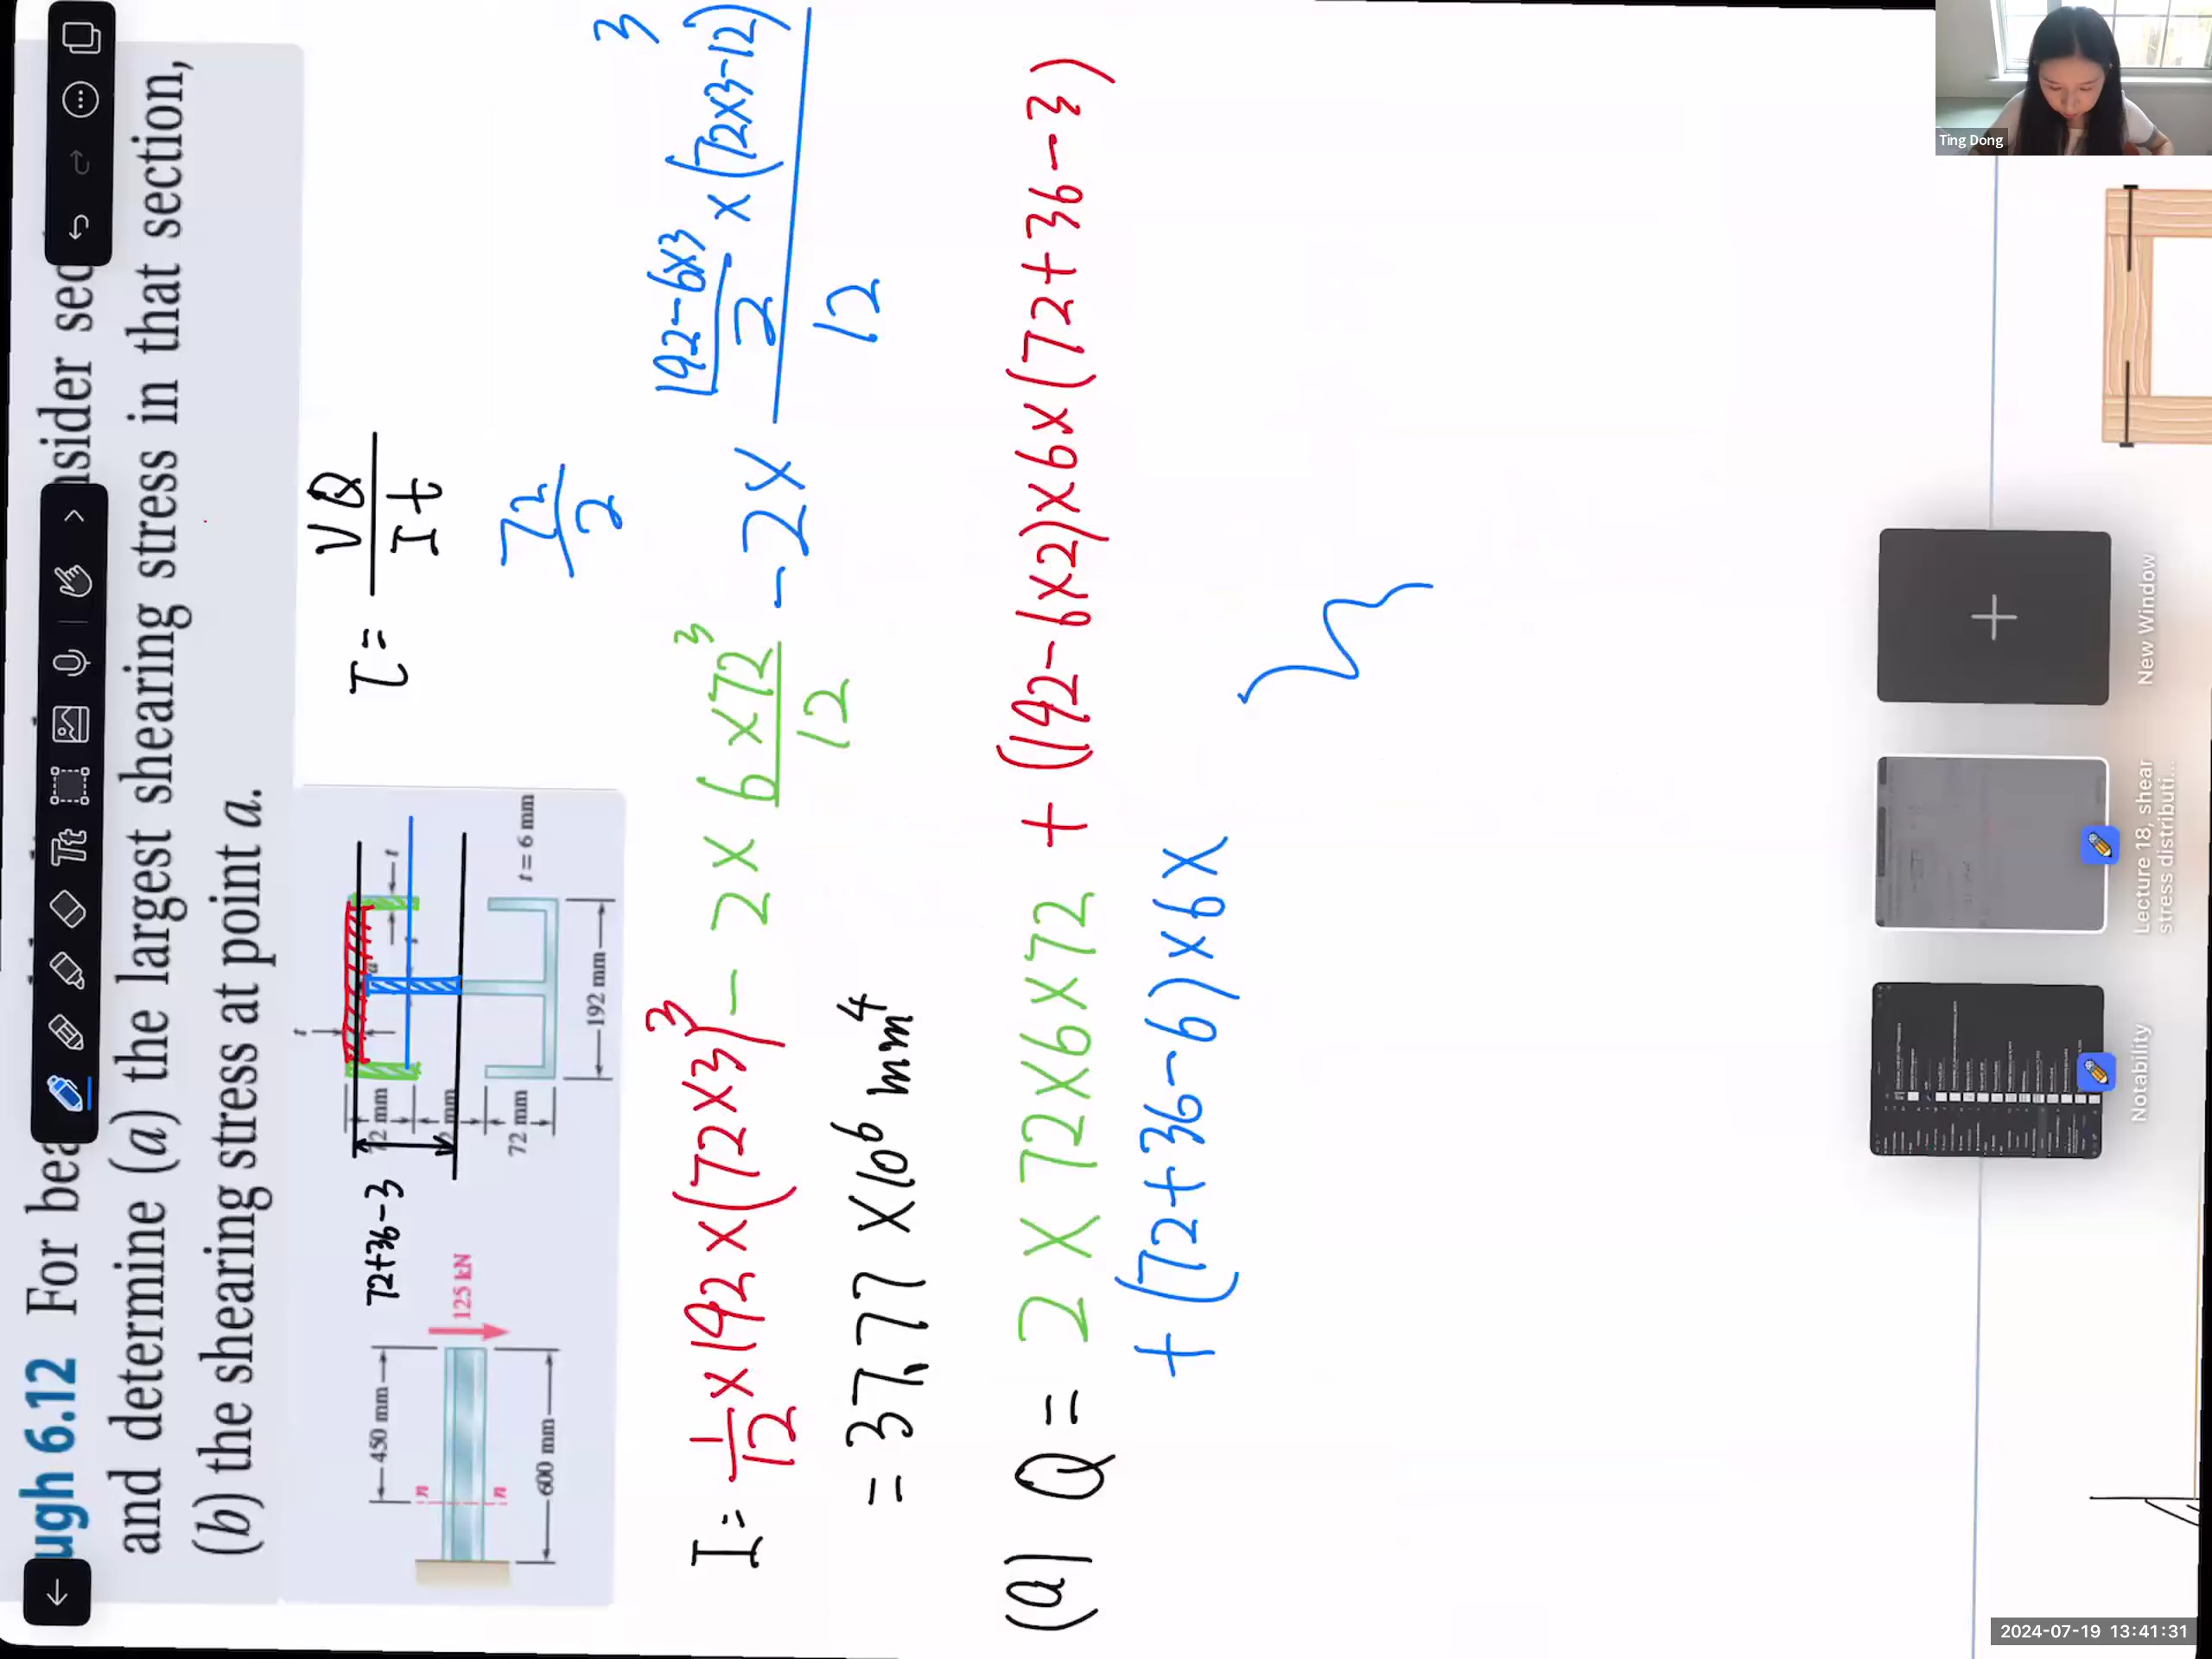 ugh 6.12 For bea nsider sec
and determine (a) the largest shearing stress in that section,
(b) the shearing stress at point a.
450 mm
n
n
600 mm
125 kN
72+36-3
2 mm
mm
72 mm
t
a
t
t = 6 mm
192 mm
τ = VQ/It
72/2
I = 1/12 × 192 × (72×3)³ - 2 × 6×72³/12 - 2× (192-6×3)/2 × (72×3-12)³/12
= 37.77 × 10⁶ mm⁴
(a) Q = 2 × 72×6×72 + (192-6×2)×6×(72+36-3)
+ (72+36-6)×6×
Ting Dong
New Window
Lecture 18, shear
stress distributi...
Notability
2024-07-19 13:41:31